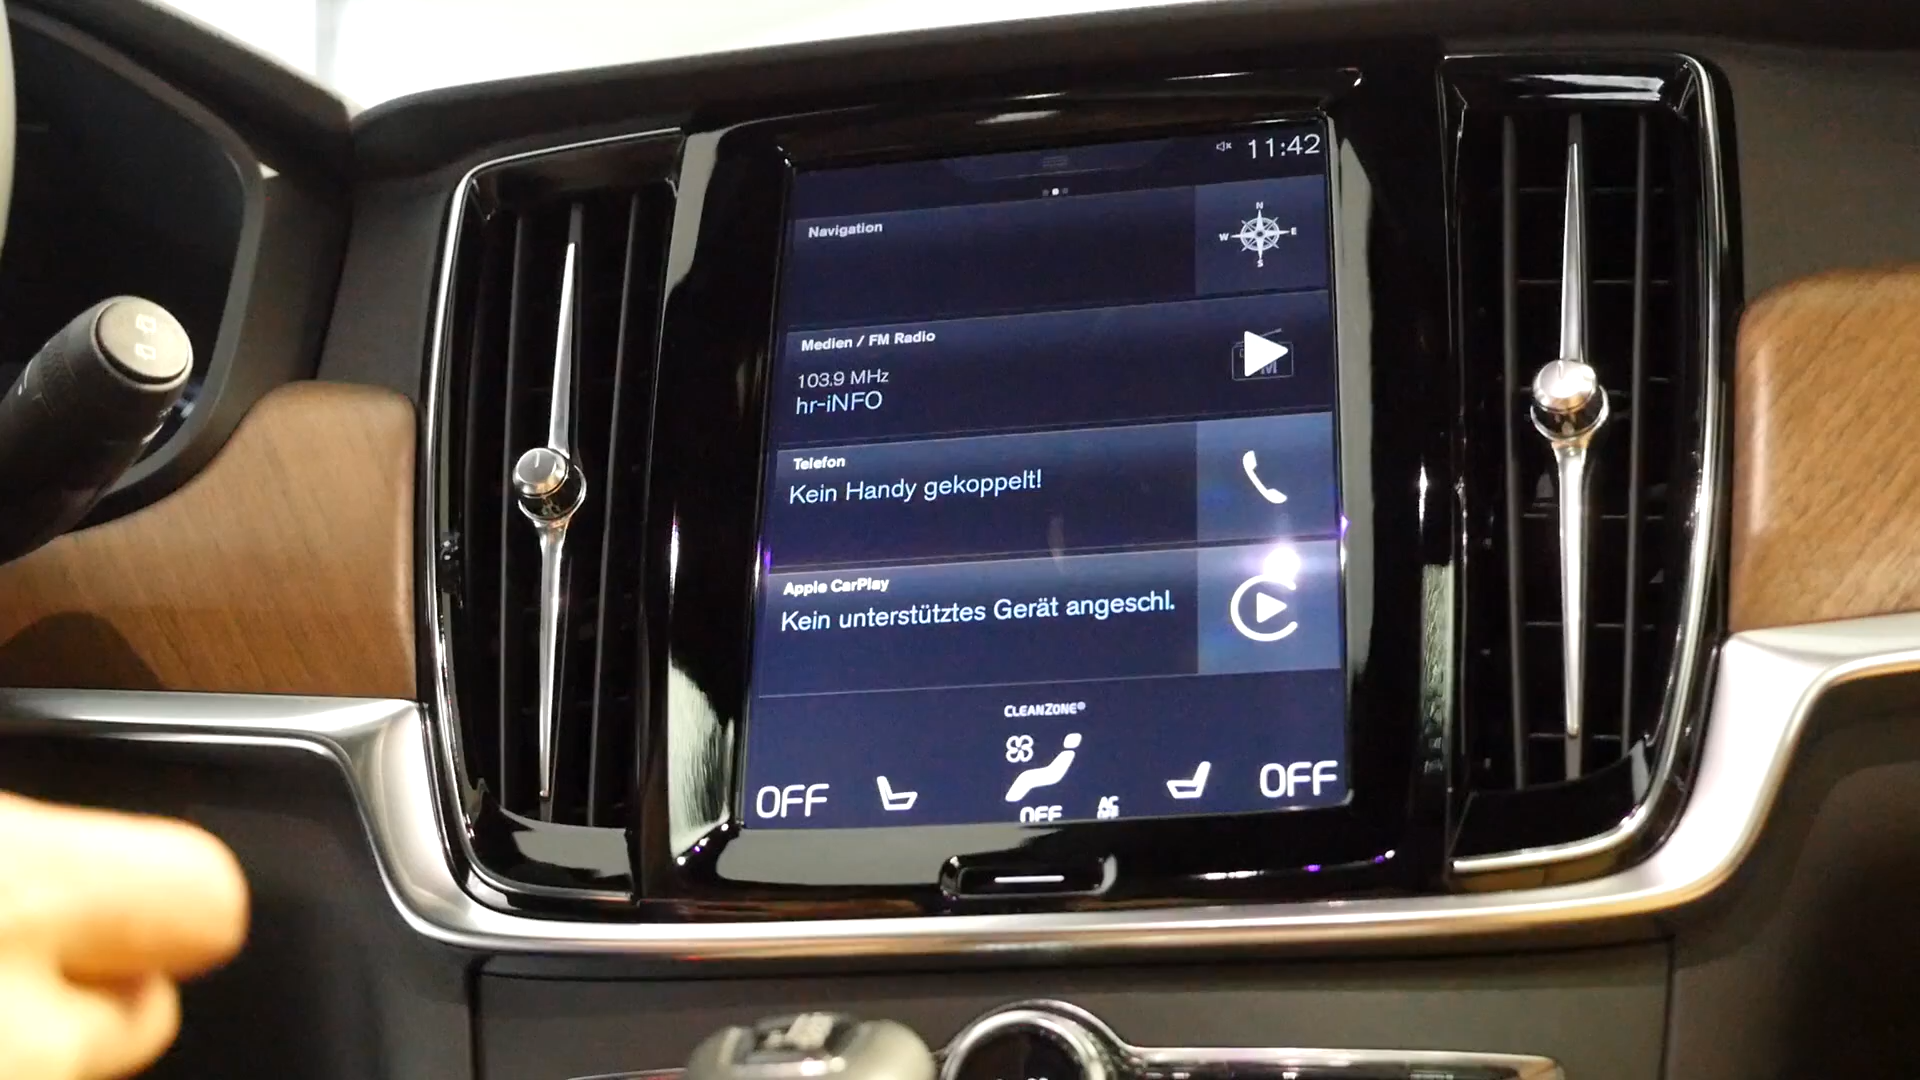 11:42
Navigation
N
W E
S
Medien / FM Radio
103.9 MHz
hr-iNFO
Telefon
Kein Handy gekoppelt!
Apple CarPlay
Kein unterstütztes Gerät angeschl.
CLEANZONE®
OFF OFF
OFF AC